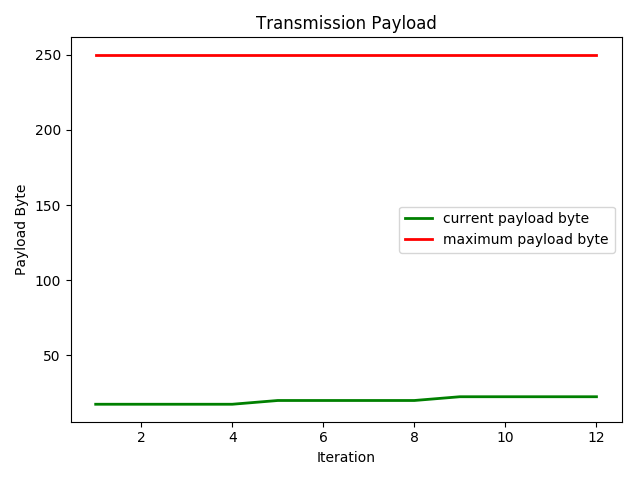 Transmission Payload
250
200
150
100
50
Payload Byte
current payload byte
maximum payload byte
2 4 6 8 10 12
Iteration